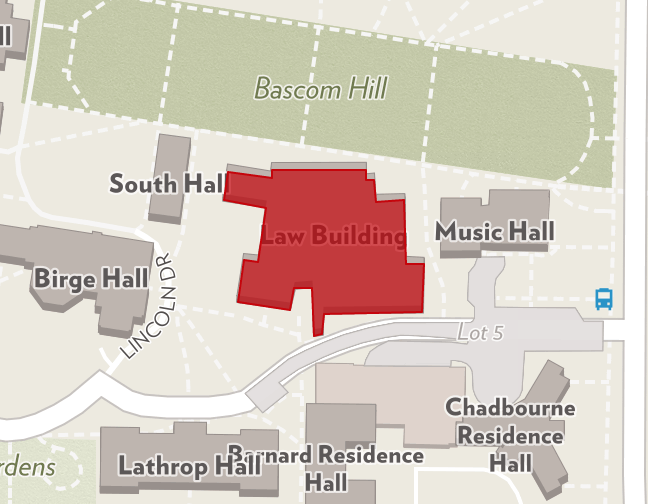 ll
Bascom Hill
South Hall
Law Building
Music Hall
Birge Hall
LINCOLN DR
Lot 5
Chadbourne
Residence
Hall
Barnard Residence
Hall
Lathrop Hall
rdens